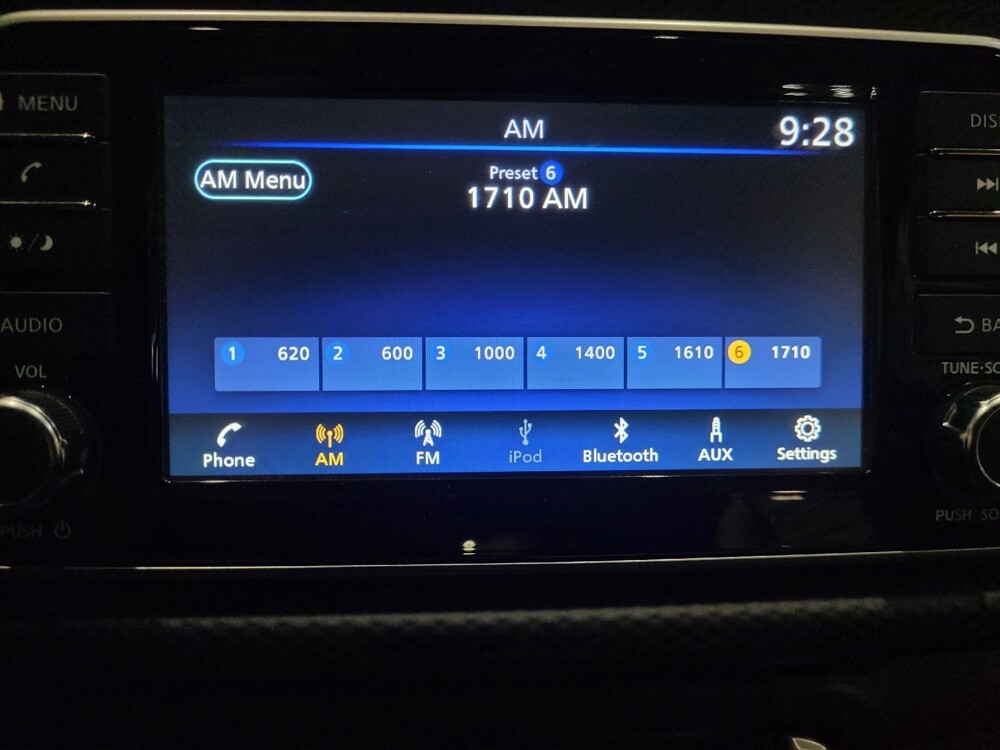 MENU
AM
9:28
AM Menu
Preset 6
1710 AM
AUDIO
VOL
1 620 2 600 3 1000 4 1400 5 1610 6 1710
Phone AM FM iPod Bluetooth AUX Settings
PUSH
DIS
BA
TUNE·SC
PUSH SO